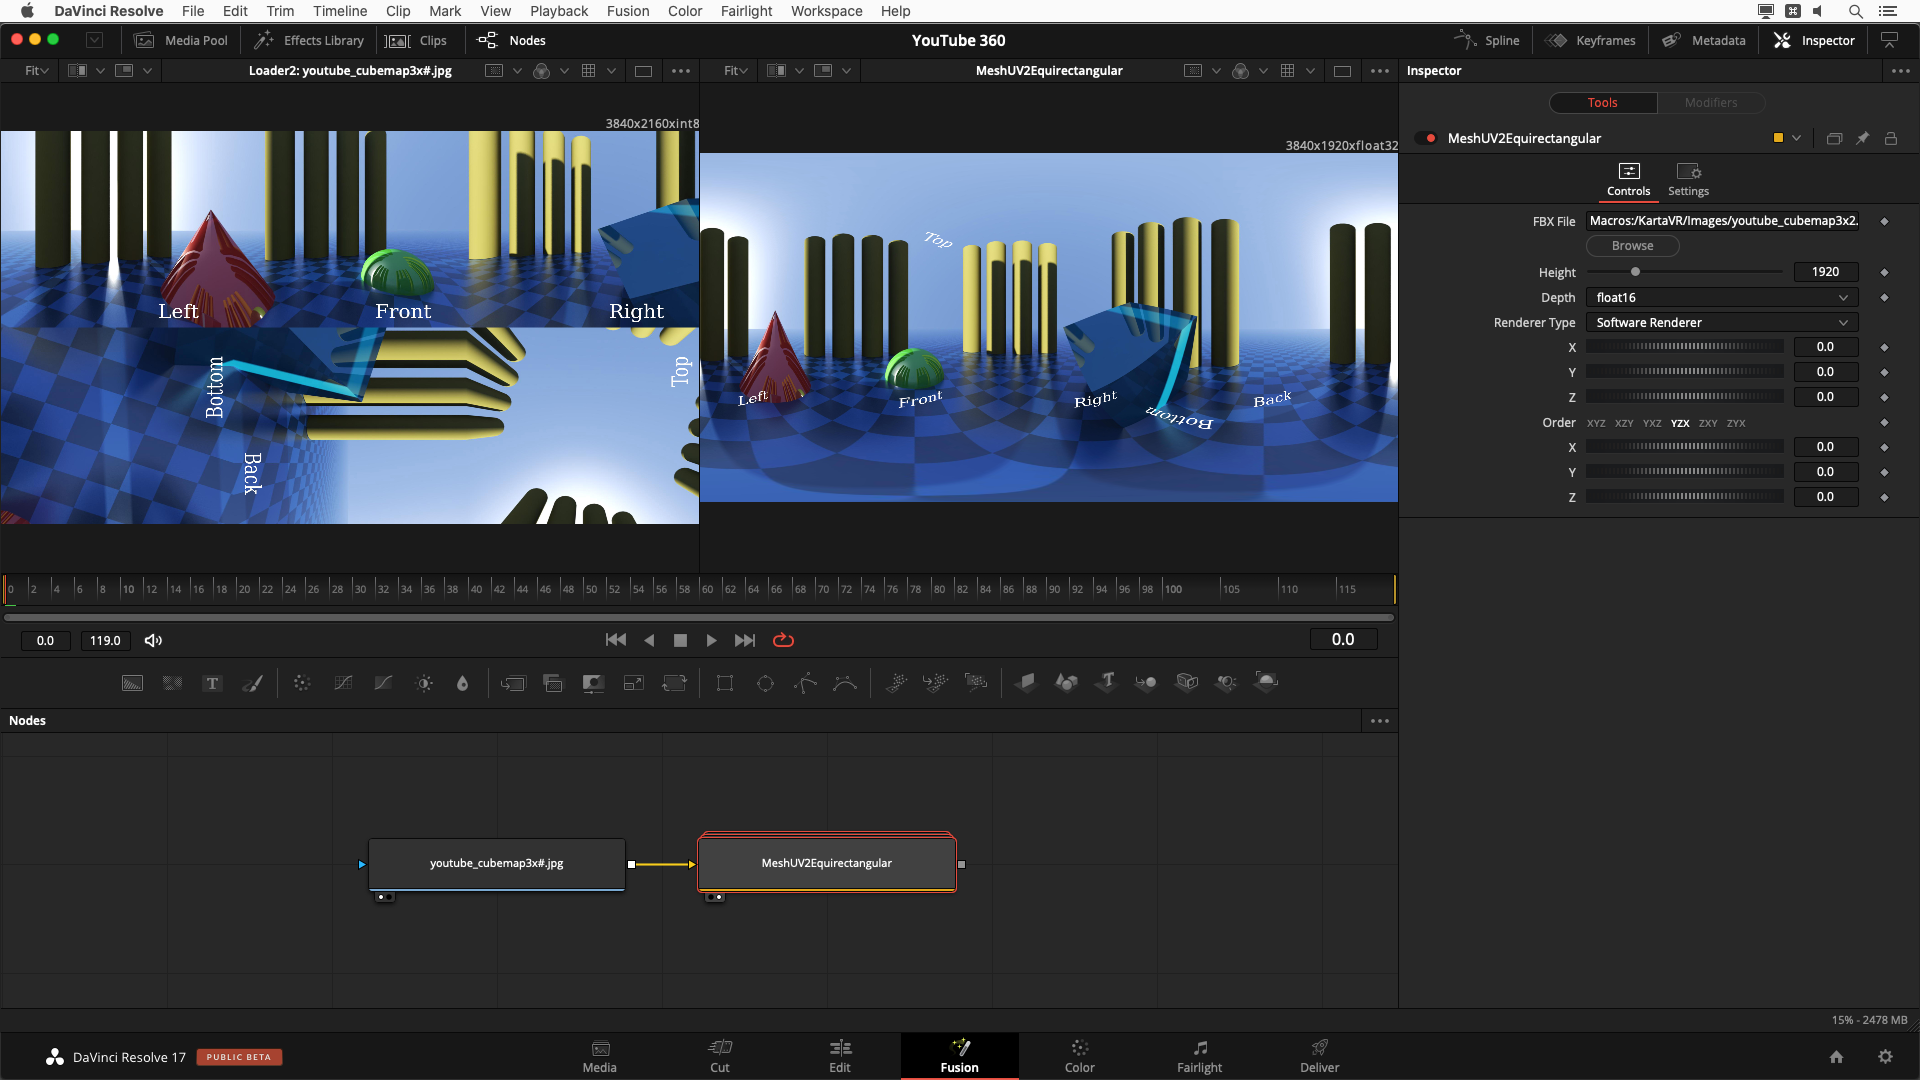 DaVinci Resolve File Edit Trim Timeline Clip Mark View Playback Fusion Color Fairlight Workspace Help
Media Pool Effects Library Clips Nodes YouTube 360 Spline Keyframes Metadata Inspector
Fit Loader2: youtube_cubemap3x#.jpg Fit MeshUV2Equirectangular Inspector
3840x2160xint8
3840x1920xfloat32
Left Front Right
Bottom Top
Back
Top
Left Front Right Bottom Back
Tools Modifiers
MeshUV2Equirectangular
Controls Settings
FBX File Macros:/KartaVR/Images/youtube_cubemap3x2.
Browse
Height 1920
Depth float16
Renderer Type Software Renderer
X 0.0
Y 0.0
Z 0.0
Order XYZ XZY YXZ YZX ZXY ZYX
X 0.0
Y 0.0
Z 0.0
0 2 4 6 8 10 12 14 16 18 20 22 24 26 28 30 32 34 36 38 40 42 44 46 48 50 52 54 56 58 60 62 64 66 68 70 72 74 76 78 80 82 84 86 88 90 92 94 96 98 100 105 110 115
0.0 119.0 0.0
T
Nodes
youtube_cubemap3x#.jpg MeshUV2Equirectangular
15% - 2478 MB
DaVinci Resolve 17 PUBLIC BETA
Media Cut Edit Fusion Color Fairlight Deliver